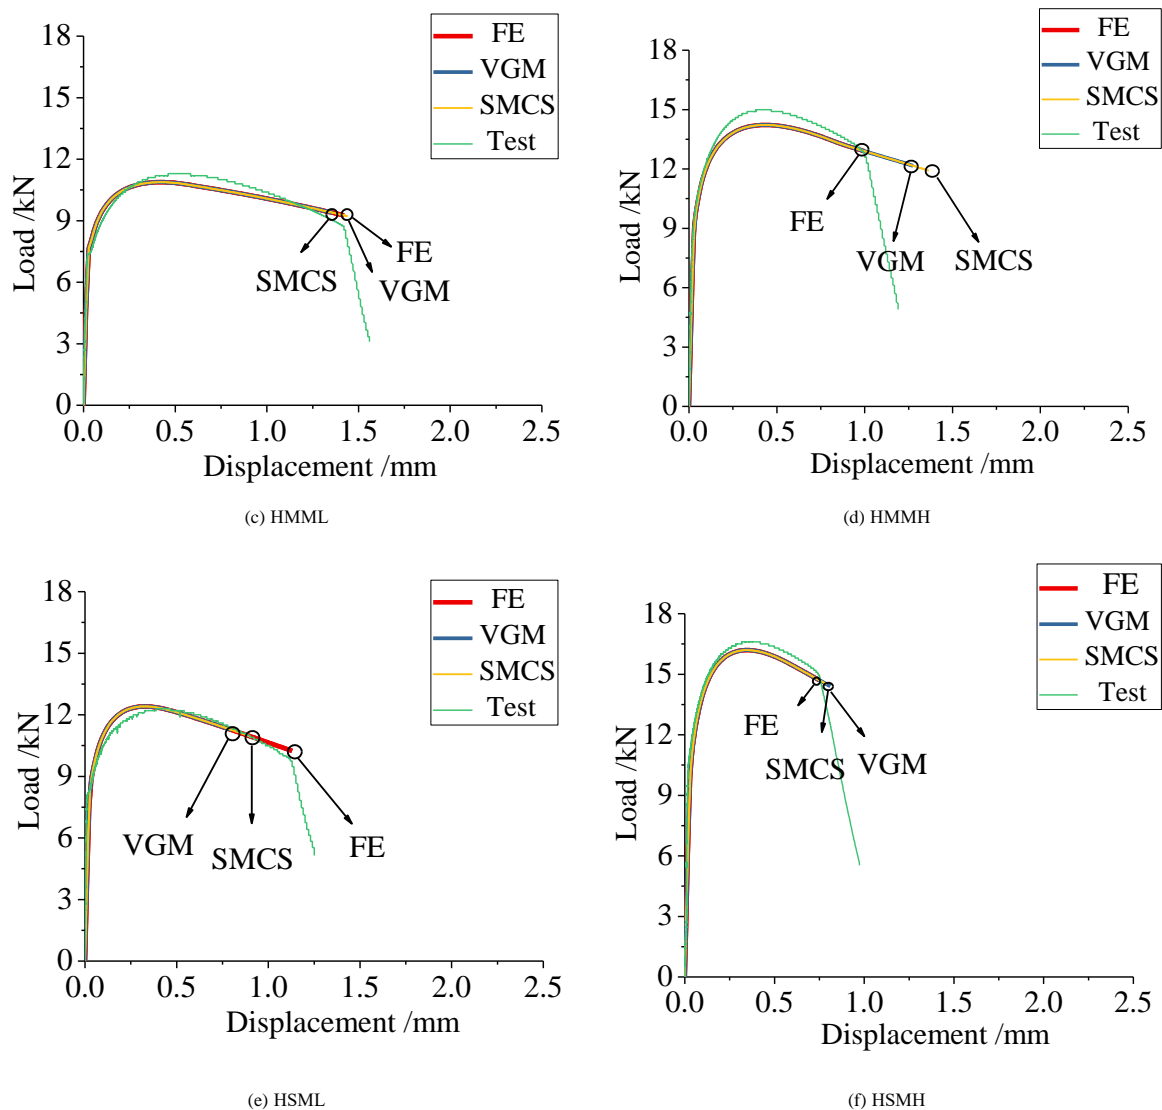 FE
VGM
SMCS
Test
18
15
12
9
6
3
0
Load /kN
SMCS
FE
VGM
0.0 0.5 1.0 1.5 2.0 2.5
Displacement /mm
(c) HMML
FE
VGM
SMCS
Test
18
15
12
9
6
3
0
Load /kN
FE
VGM SMCS
0.0 0.5 1.0 1.5 2.0 2.5
Displacement /mm
(d) HMMH
FE
VGM
SMCS
Test
18
15
12
9
6
3
0
Load /kN
VGM SMCS FE
0.0 0.5 1.0 1.5 2.0 2.5
Displacement /mm
(e) HSML
FE
VGM
SMCS
Test
18
15
12
9
6
3
0
Load /kN
FE
SMCS VGM
0.0 0.5 1.0 1.5 2.0 2.5
Displacement /mm
(f) HSMH